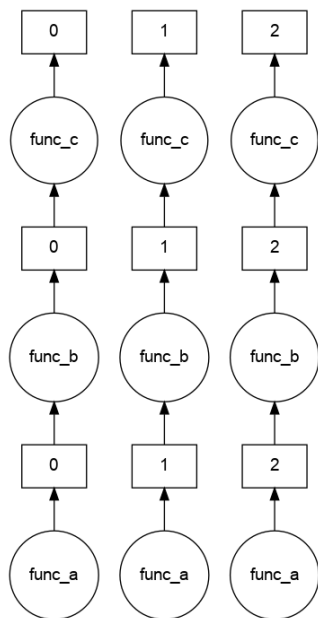 0 1 2
func_c func_c func_c
0 1 2
func_b func_b func_b
0 1 2
func_a func_a func_a